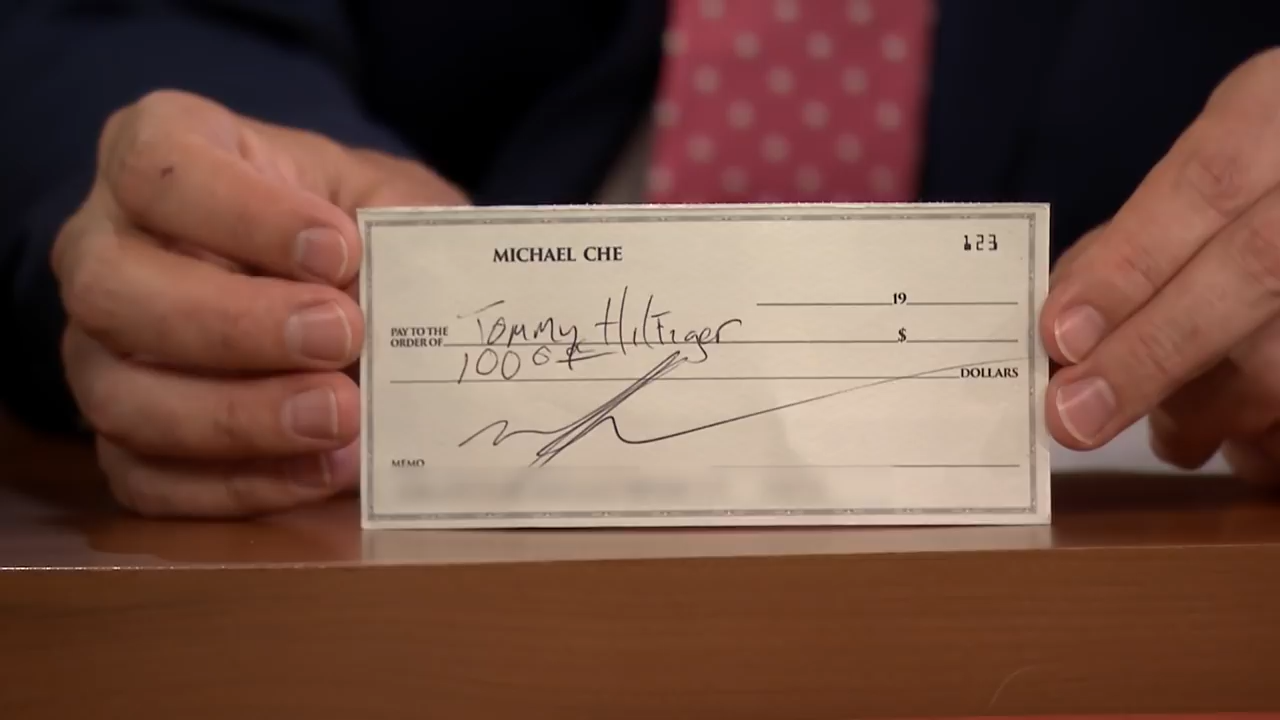 MICHAEL CHE
123
19
PAY TO THE ORDER OF Tommy Hilfiger
$
100
DOLLARS
MEMO